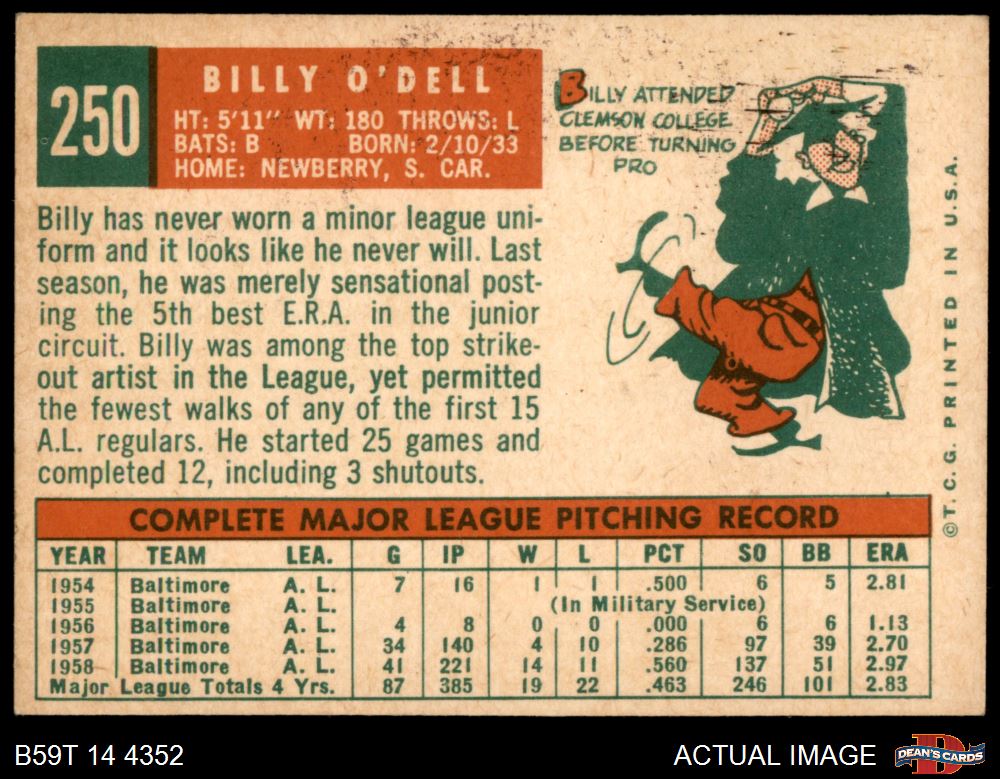 250
BILLY O'DELL
HT: 5'11" WT: 180 THROWS: L
BATS: B BORN: 2/10/33
HOME: NEWBERRY, S. CAR.
BILLY ATTENDED
CLEMSON COLLEGE
BEFORE TURNING
PRO
Billy has never worn a minor league uni-
form and it looks like he never will. Last
season, he was merely sensational post-
ing the 5th best E.R.A. in the junior
circuit. Billy was among the top strike-
out artist in the League, yet permitted
the fewest walks of any of the first 15
A.L. regulars. He started 25 games and
completed 12, including 3 shutouts.
©T. C. G. PRINTED IN U.S.A.
COMPLETE MAJOR LEAGUE PITCHING RECORD
YEAR TEAM LEA. G IP W L PCT SO BB ERA
1954 Baltimore A. L. 7 16 1 1 .500 6 5 2.81
1955 Baltimore A. L. (In Military Service)
1956 Baltimore A. L. 4 8 0 0 .000 6 6 1.13
1957 Baltimore A. L. 34 140 4 10 .286 97 39 2.70
1958 Baltimore A. L. 41 221 14 11 .560 137 51 2.97
Major League Totals 4 Yrs. 87 385 19 22 .463 246 101 2.83
B59T 14 4352
ACTUAL IMAGE
DEAN'S CARDS